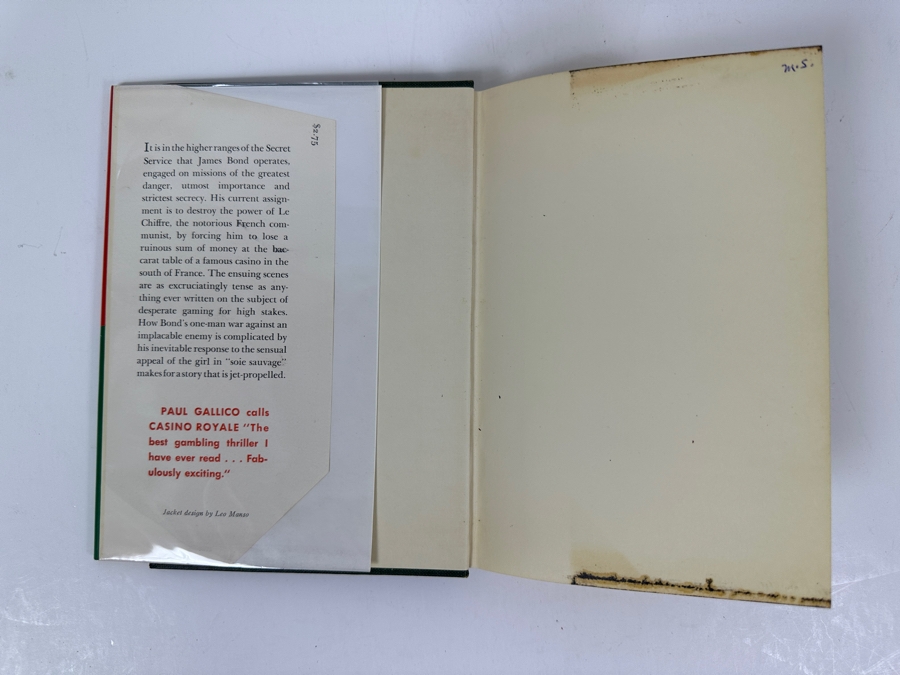 $2.75
It is in the higher ranges of the Secret
Service that James Bond operates,
engaged on missions of the greatest
danger, utmost importance and
strictest secrecy. His current assign-
ment is to destroy the power of Le
Chiffre, the notorious French com-
munist, by forcing him to lose a
ruinous sum of money at the bac-
carat table of a famous casino in the
south of France. The ensuing scenes
are as excruciatingly tense as any-
thing ever written on the subject of
desperate gaming for high stakes.
How Bond's one-man war against an
implacable enemy is complicated by
his inevitable response to the sensual
appeal of the girl in "soie sauvage"
makes for a story that is jet-propelled.
PAUL GALLICO calls
CASINO ROYALE "The
best gambling thriller I
have ever read . . . Fab-
ulously exciting."
Jacket design by Leo Manso
M.S.